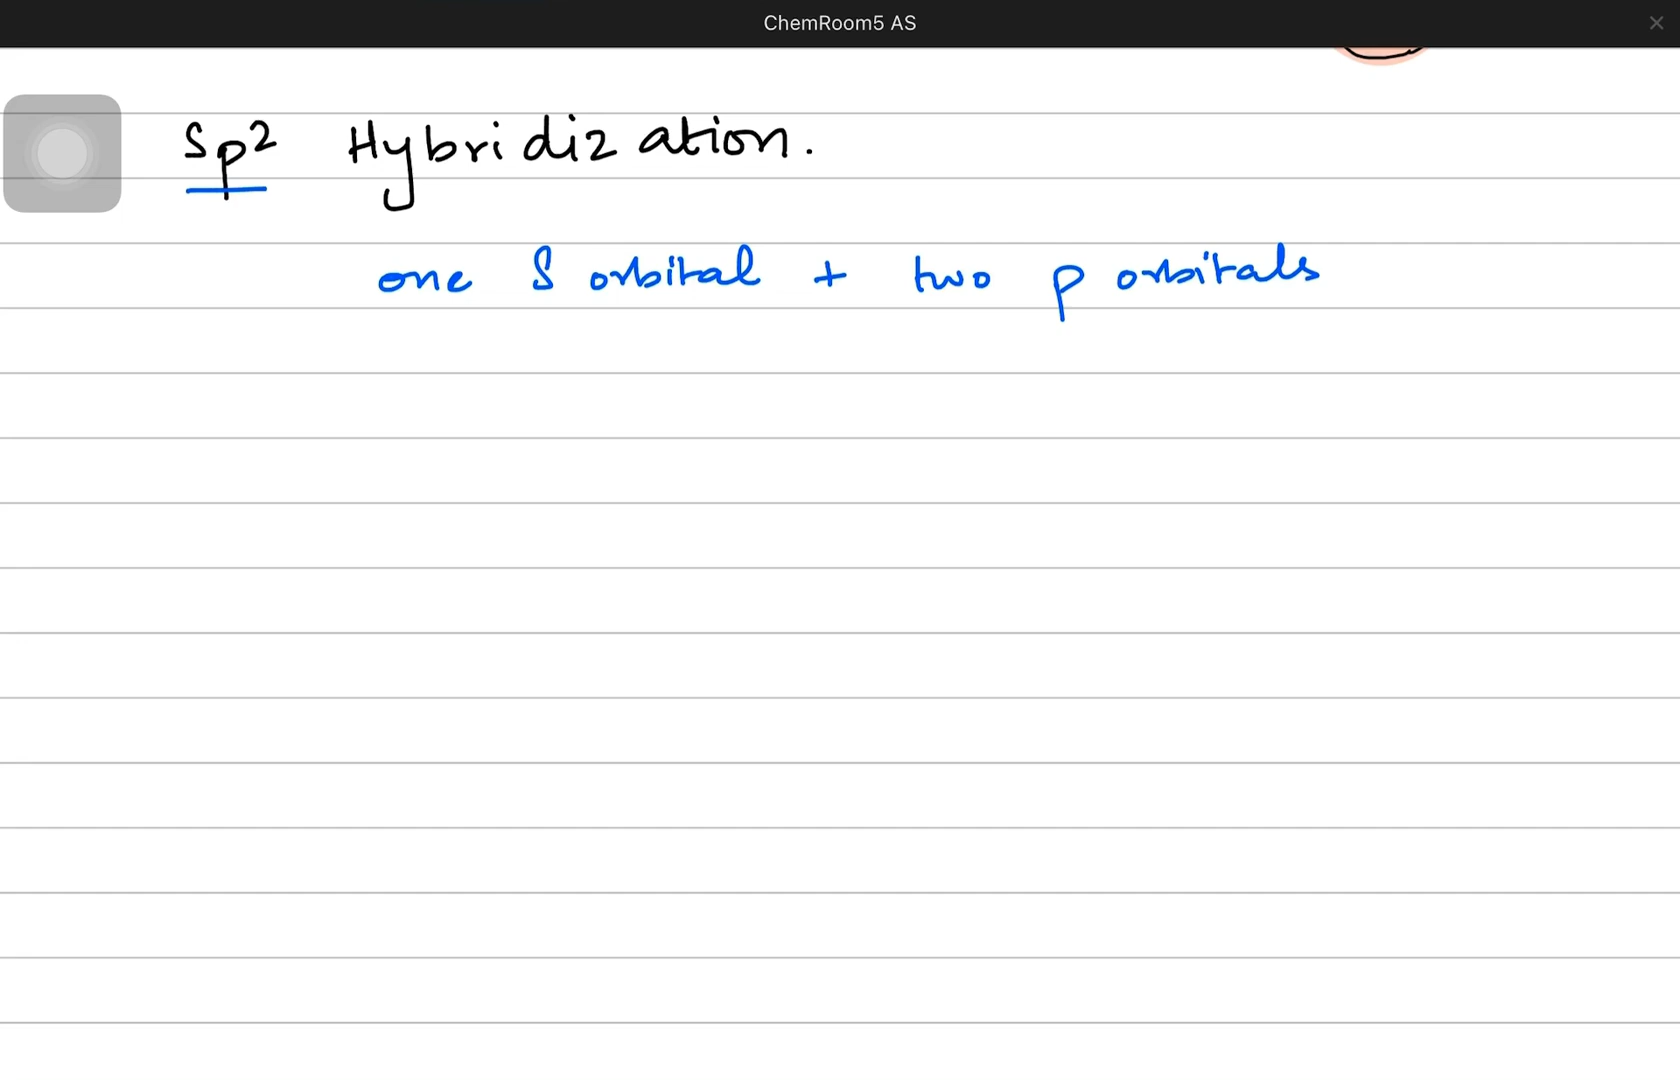 ChemRoom5 AS
Sp2 Hybridization.
one S orbital + two p orbitals